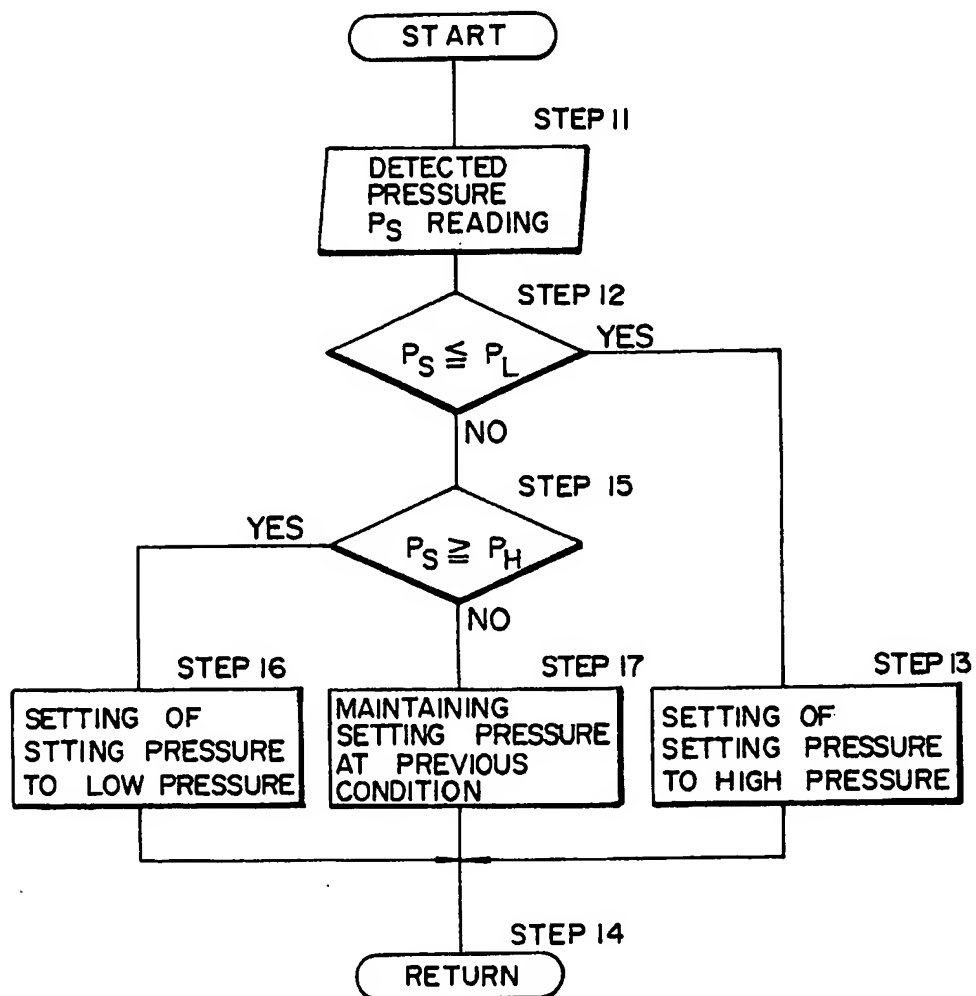 START
STEP 11
DETECTED
PRESSURE
PS READING
STEP 12
PS ≦ PL
YES
NO
STEP 15
YES
PS ≧ PH
NO
STEP 16
SETTING OF
STTING PRESSURE
TO LOW PRESSURE
STEP 17
MAINTAINING
SETTING PRESSURE
AT PREVIOUS
CONDITION
STEP 13
SETTING OF
SETTING PRESSURE
TO HIGH PRESSURE
STEP 14
RETURN